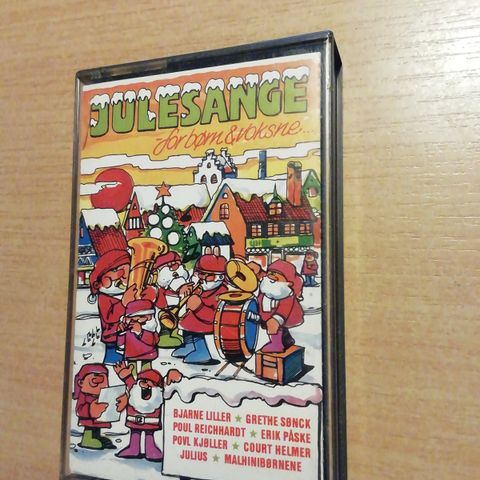 JULESANGE
for børn & voksne...
BJARNE LILLER ★ GRETHE SØNCK
POUL REICHHARDT ★ ERIK PÅSKE
POVL KJØLLER ★ COURT HELMER
JULIUS ★ MALHINIBØRNENE